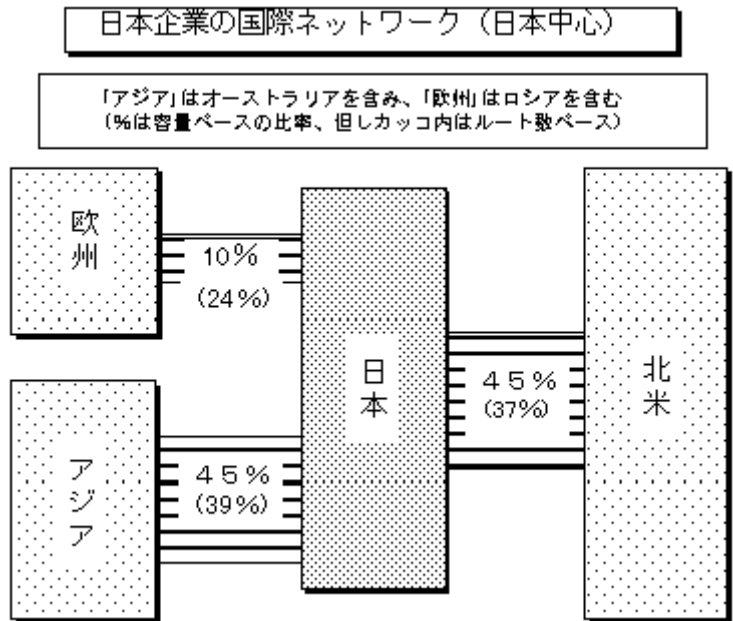 日本企業の国際ネットワーク（日本中心）
「アジア」はオーストラリアを含み、「欧州」はロシアを含む
（%は容量ベースの比率、但しカッコ内はルート数ベース）
欧州
10%
(24%)
日本
４５%
(37%)
北米
アジア
４５%
(39%)